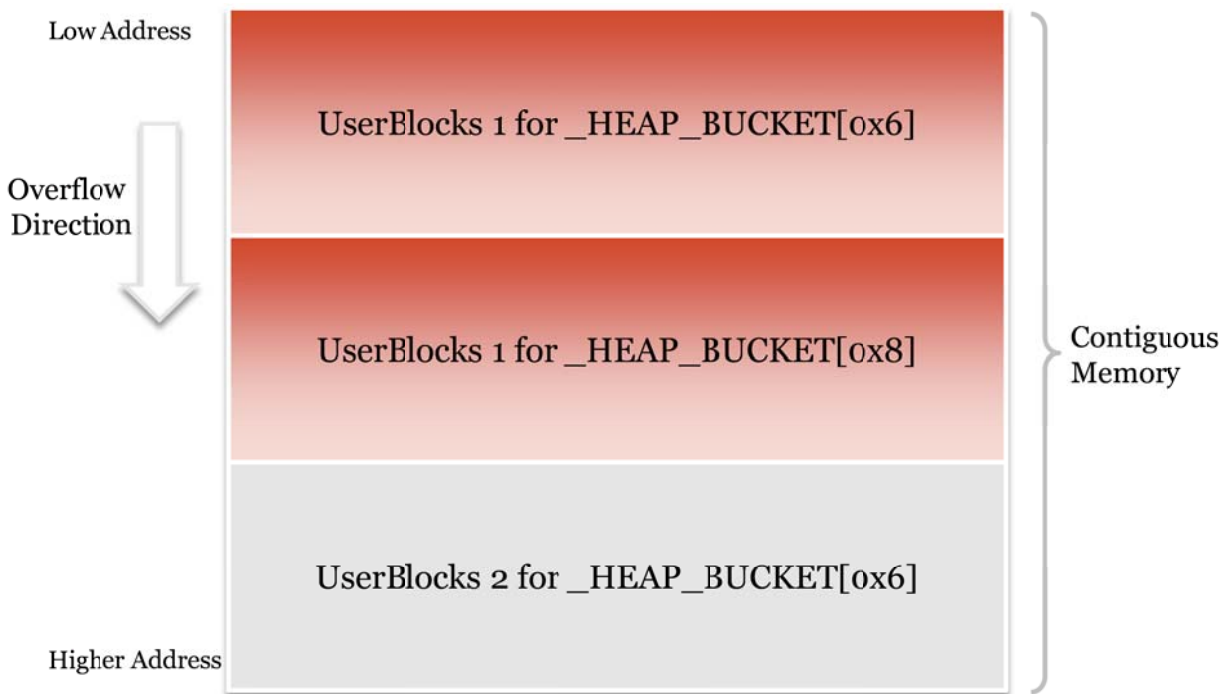 Low Address
UserBlocks 1 for _HEAP_BUCKET[0x6]
Overflow
Direction
UserBlocks 1 for _HEAP_BUCKET[0x8]
Contiguous
Memory
UserBlocks 2 for _HEAP_BUCKET[0x6]
Higher Address